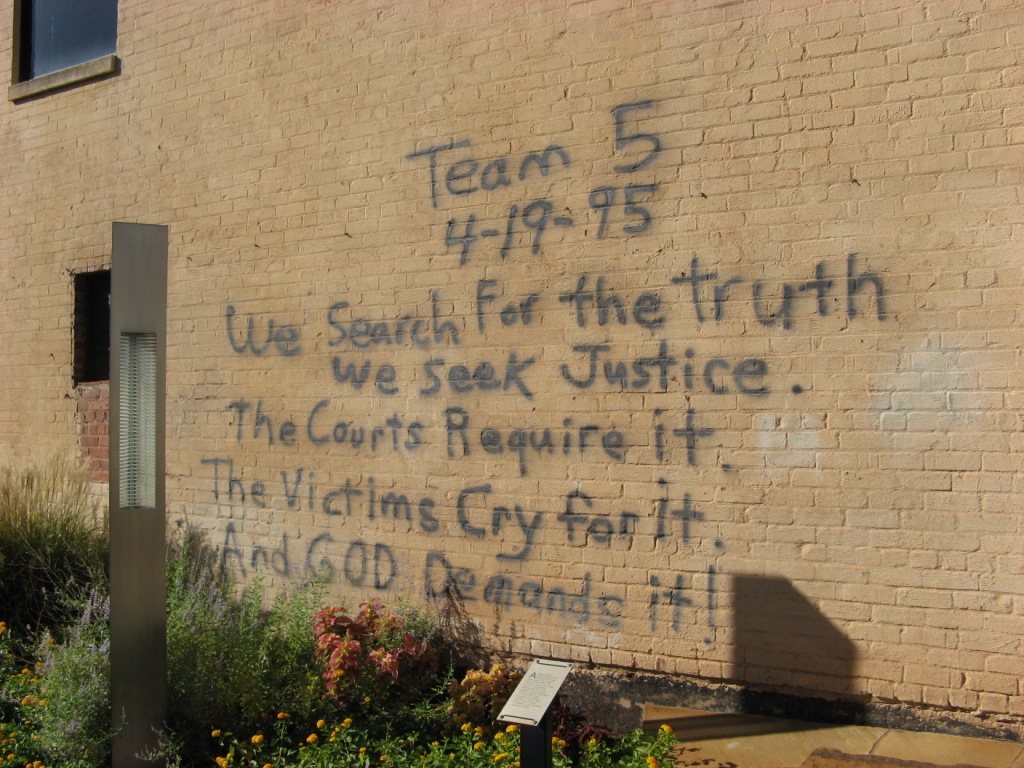 Team 5
4-19-95
We Search For the truth
We Seek Justice.
The Courts Require it.
The Victims Cry for it.
And GOD Demands it!